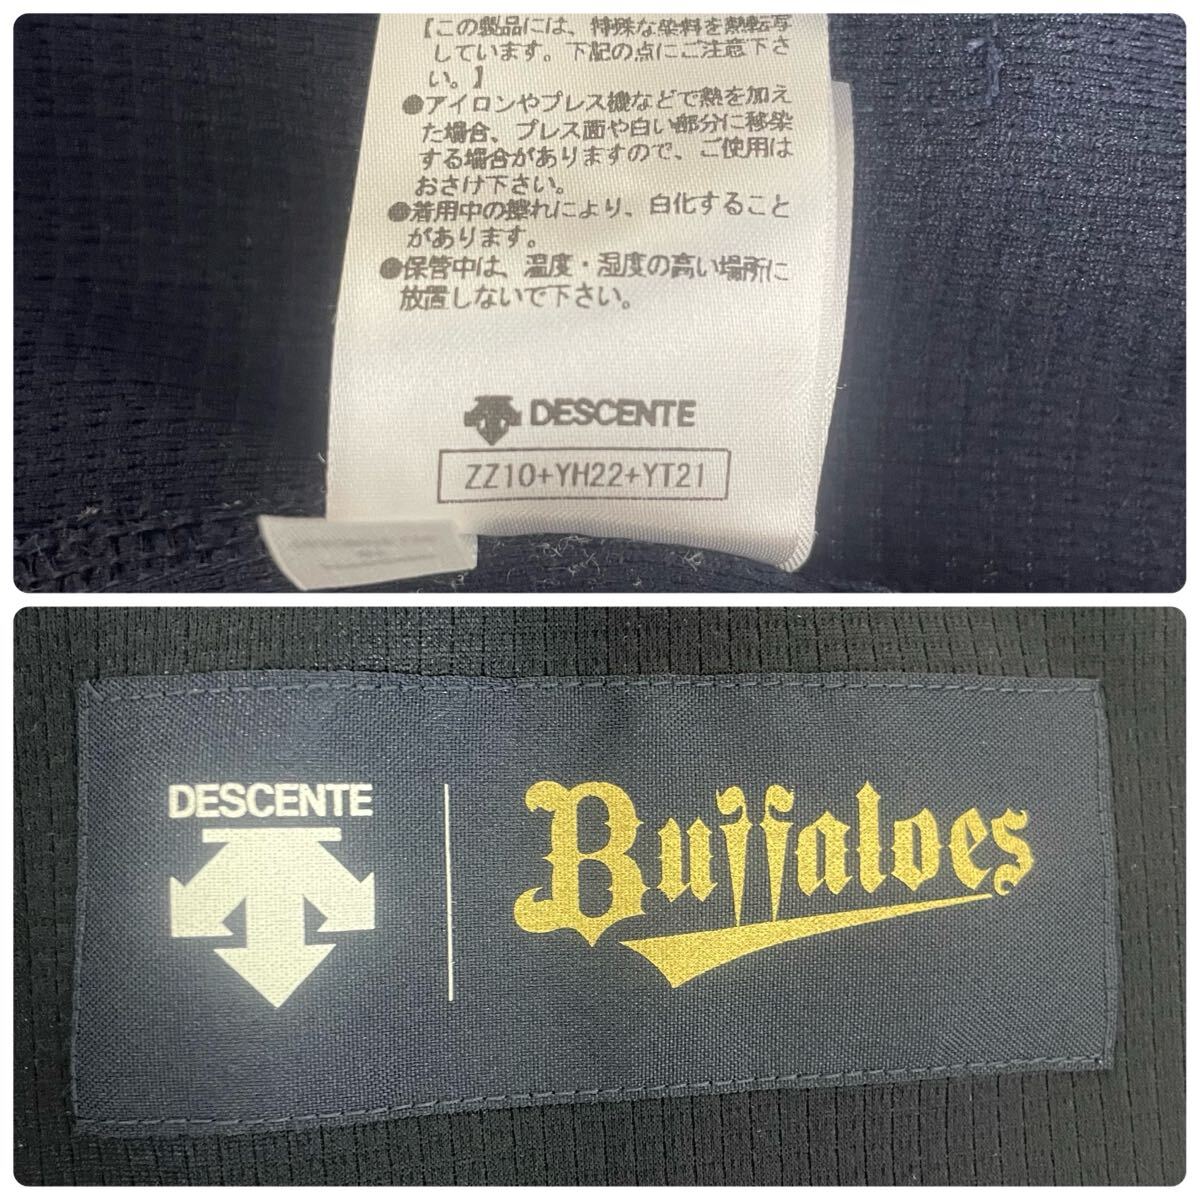 【この製品には、特殊な染料を熱転写
しています。下記の点にご注意下さ
い。】
●アイロンやプレス機などで熱を加え
た場合、プレス面や白い部分に移染
する場合がありますので、ご使用は
おさけ下さい。
●着用中の擦れにより、白化すること
があります。
●保管中は、温度・湿度の高い場所に
放置しないで下さい。
DESCENTE
ZZ10+YH22+YT21
DESCENTE
Buffaloes